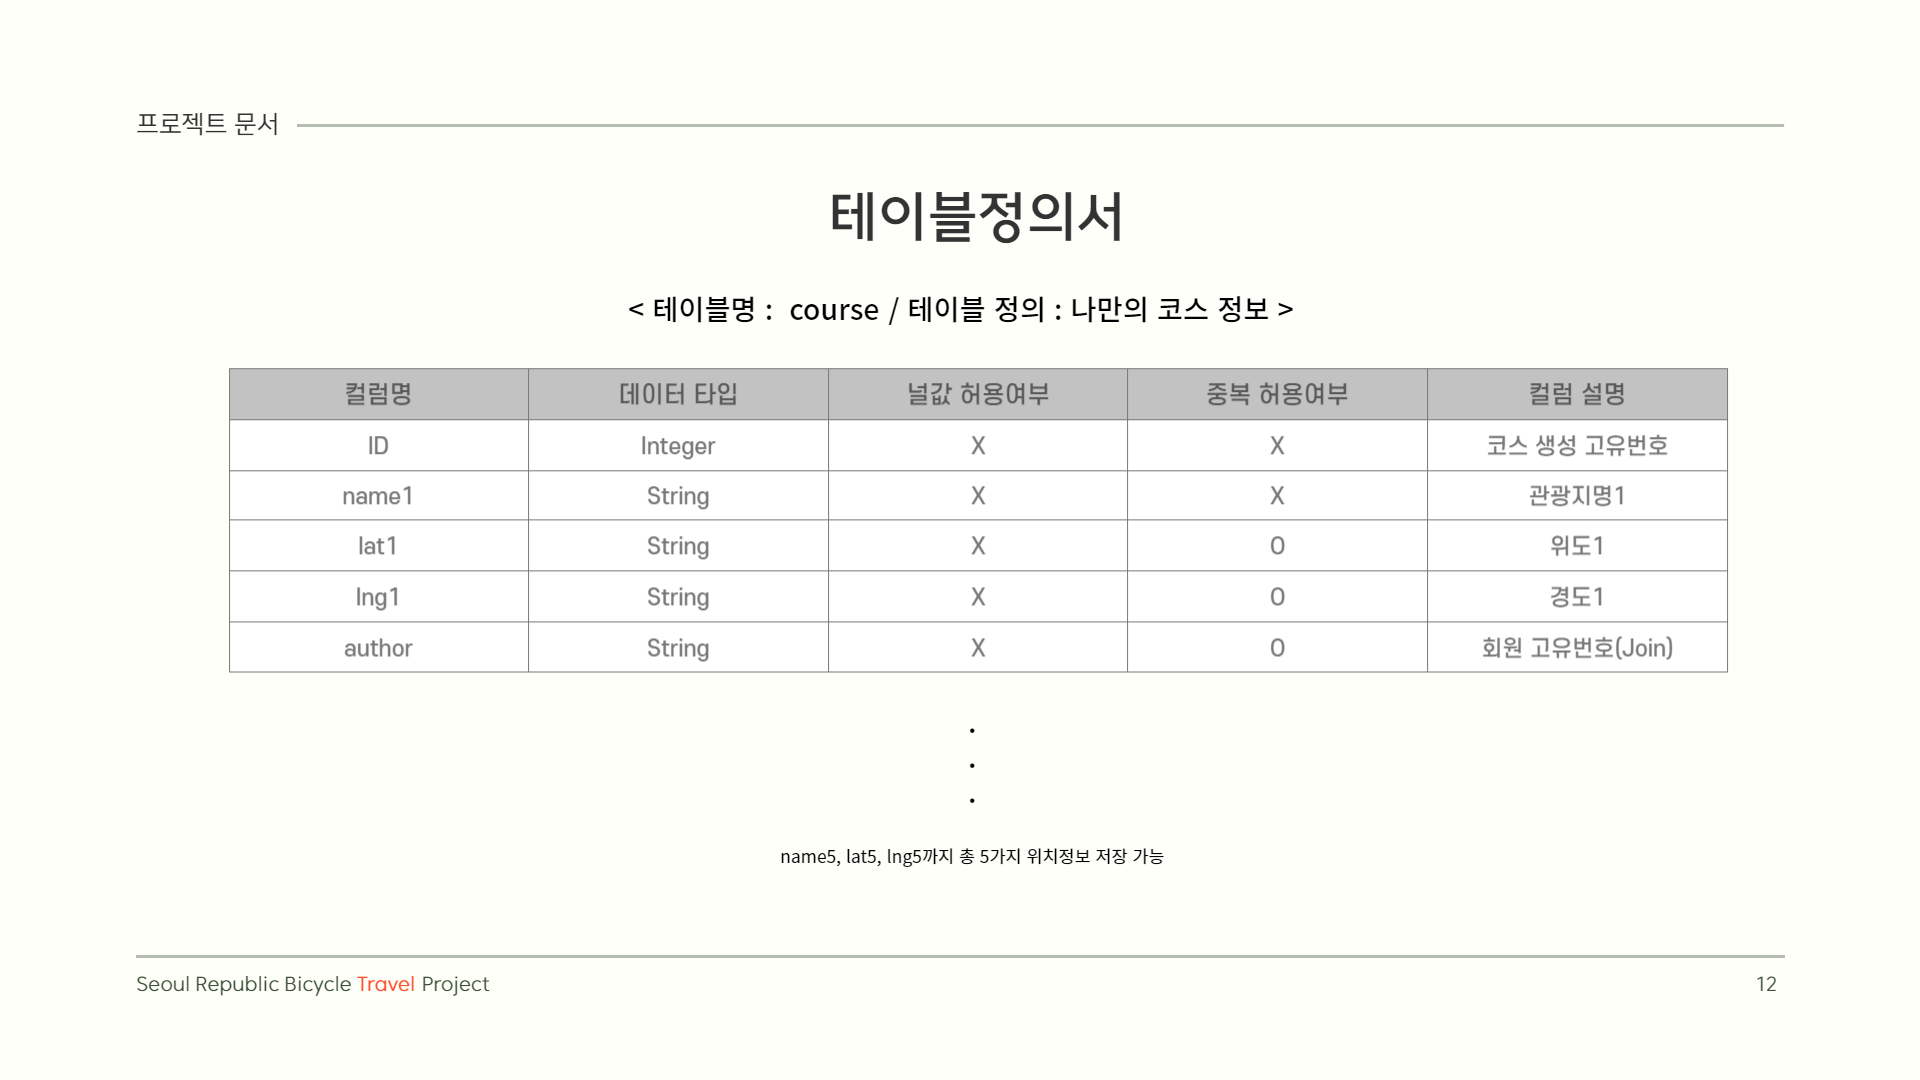 프로젝트 문서
테이블정의서
< 테이블명 : course / 테이블 정의 : 나만의 코스 정보 >
컬럼명 데이터 타입 널값 허용여부 중복 허용여부 컬럼 설명
ID Integer X X 코스 생성 고유번호
name1 String X X 관광지명1
lat1 String X O 위도1
lng1 String X O 경도1
author String X O 회원 고유번호(Join)
.
.
.
name5, lat5, lng5까지 총 5가지 위치정보 저장 가능
Seoul Republic Bicycle Travel Project 12